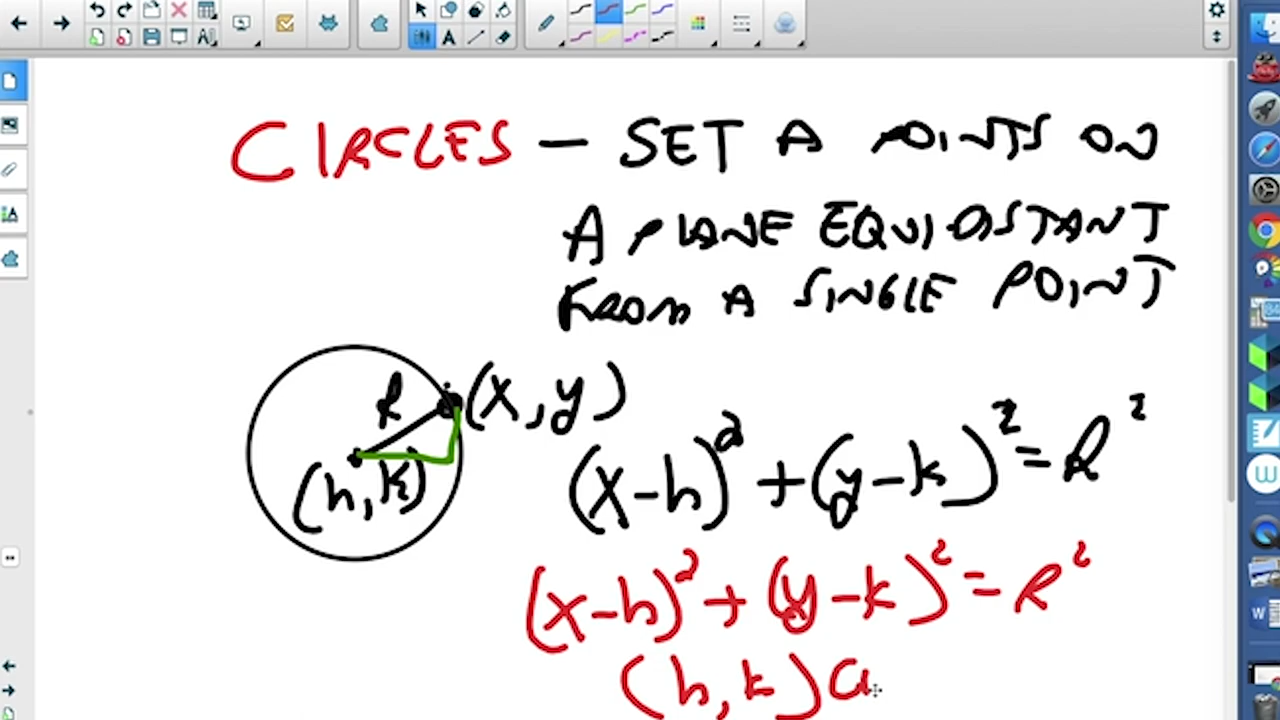 CIRCLES - SET A POINTS ON
A PLANE EQUIDISTANT
FROM A SINGLE POINT
R (x,y)
(h,k)
(x-h)² + (y-k)² = R²
(x-h)² + (y-k)² = R²
(h,k) a